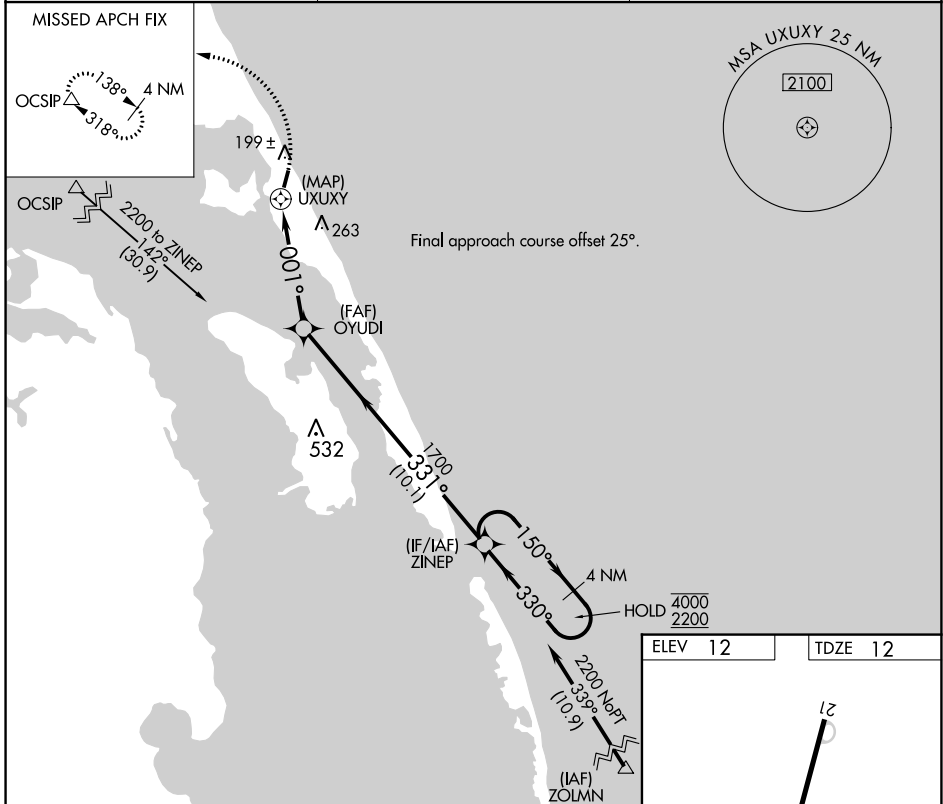 MISSED APCH FIX
OCSIP
138°
4 NM
318°
MSA UXUXY 25 NM
2100
199 ±
(MAP)
UXUXY
263
OCSIP
2200 to ZINEP
142°
(30.9)
Final approach course offset 25°.
001°
(FAF)
OYUDI
532
1700
331°
(10.1)
(IF/IAF)
ZINEP
150°
4 NM
330°
HOLD 4000
2200
2200 NoPT
339°
(10.9)
(IAF)
ZOLMN
ELEV 12
TDZE 12
21